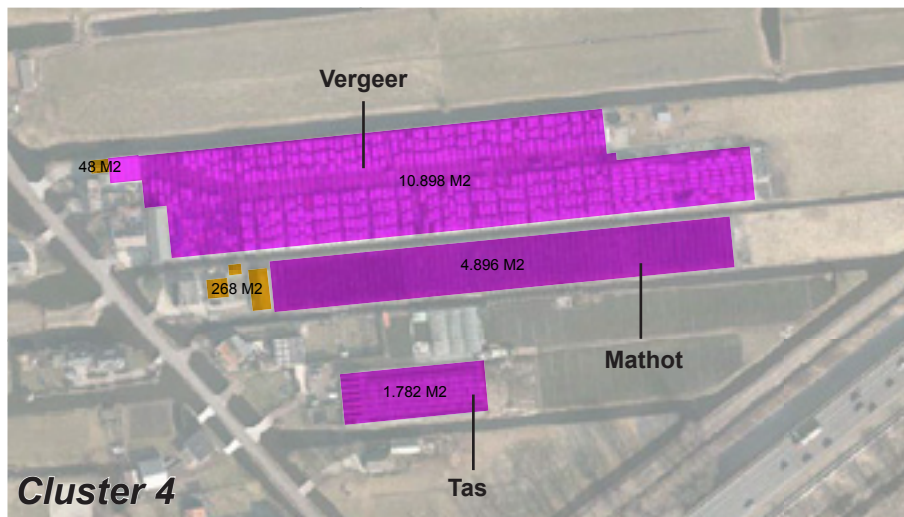 Vergeer
48 M2
10.898 M2
4.896 M2
268 M2
Mathot
1.782 M2
Tas
Cluster 4